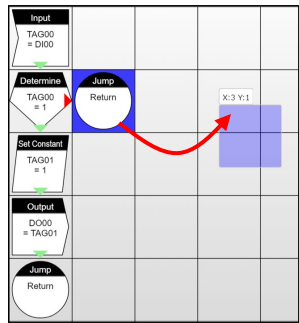 Input
TAG00
= DI00
Determine
TAG00
= 1
Jump
Return
X:3 Y:1
Set Constant
TAG01
= 1
Output
DO00
= TAG01
Jump
Return